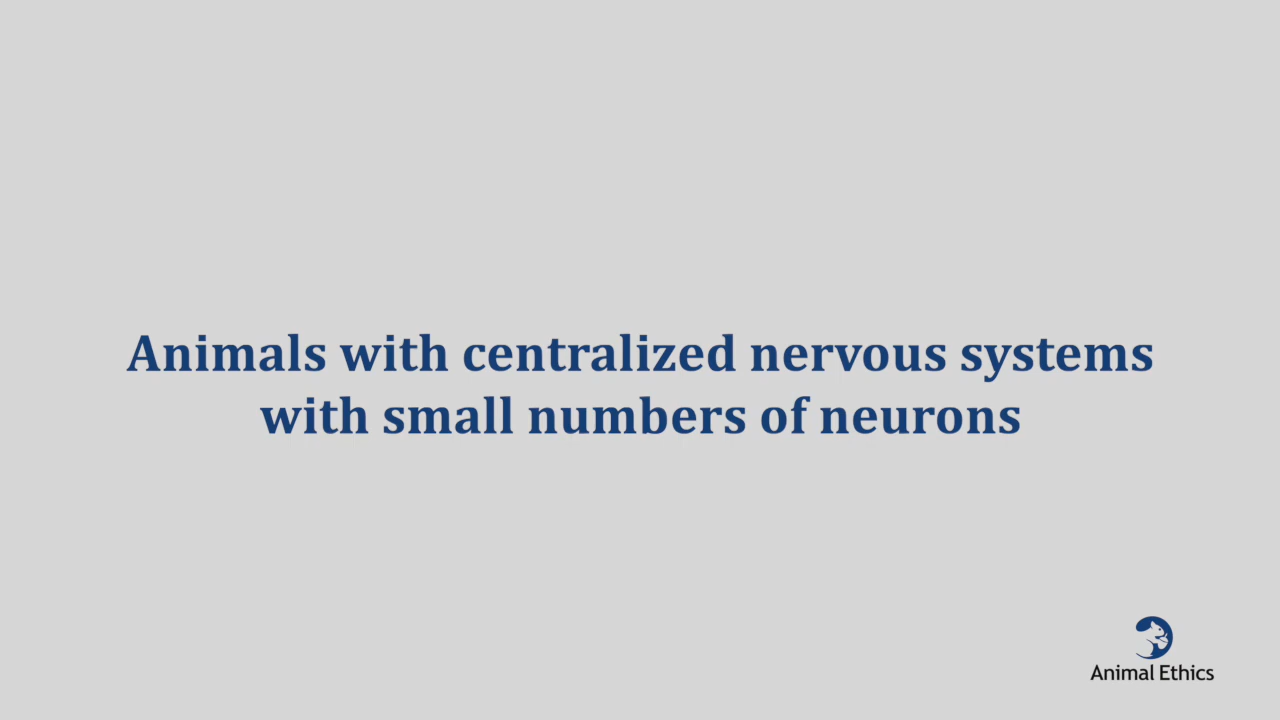 Animals with centralized nervous systems
with small numbers of neurons
Animal Ethics